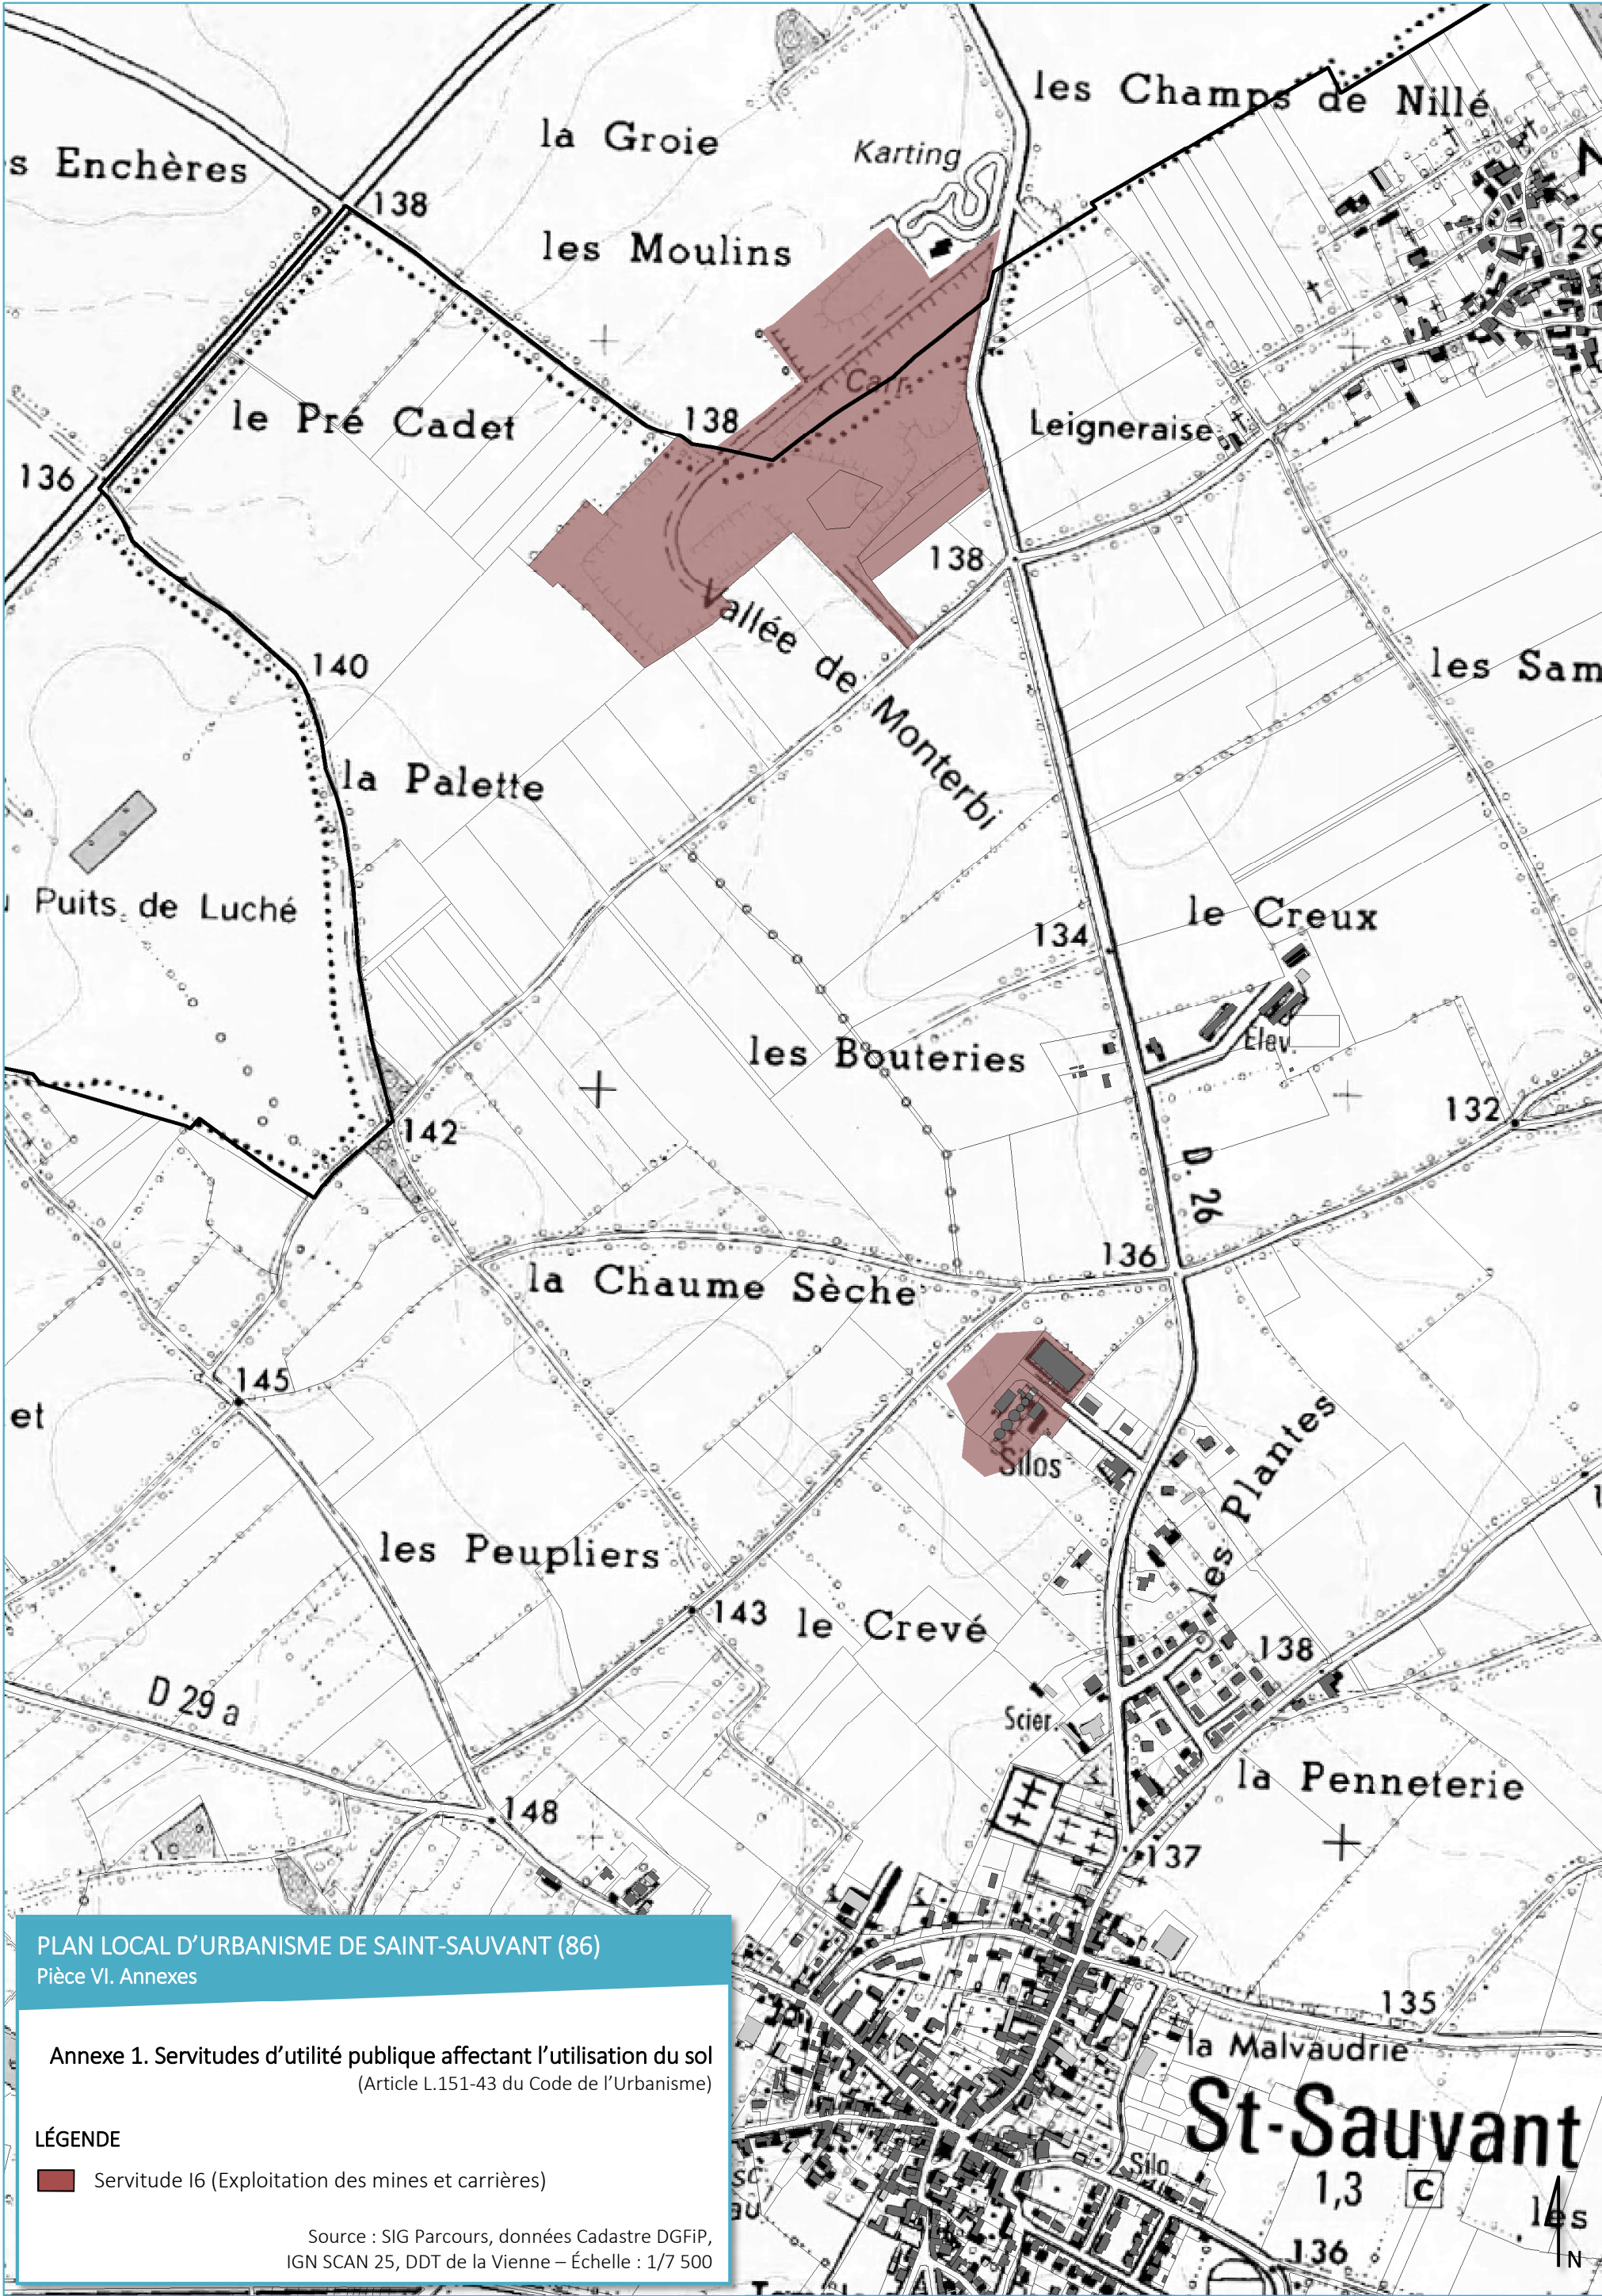 les Champs de Nillé
la Groie
Karting
s Enchères
138
les Moulins
129
Carr.
le Pré Cadet
138
Leigneraise
136
138
Vallée de Monterbi
140
les Sam
la Palette
Puits de Luché
le Creux
134
les Bouteries
Elev.
132
142
D. 26
136
la Chaume Sèche
145
et
Silos
les Plantes
les Peupliers
143
le Crevé
138
D 29 a
Scier.
la Penneterie
148
137
PLAN LOCAL D'URBANISME DE SAINT-SAUVANT (86)
Pièce VI. Annexes
Annexe 1. Servitudes d'utilité publique affectant l'utilisation du sol
(Article L.151-43 du Code de l'Urbanisme)
LÉGENDE
Servitude I6 (Exploitation des mines et carrières)
Source : SIG Parcours, données Cadastre DGFiP,
IGN SCAN 25, DDT de la Vienne – Échelle : 1/7 500
135
la Malvaudrie
St-Sauvant
Silo
1,3 C
les
136
N